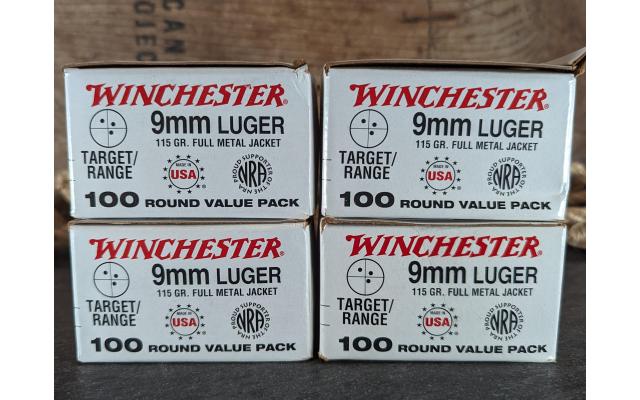 CAN
OJEC
WINCHESTER
9mm LUGER
115 GR. FULL METAL JACKET
TARGET/
RANGE
MADE IN
USA
PROUD SUPPORTER OF THE NRA
NRA
100 ROUND VALUE PACK
WINCHESTER
9mm LUGER
115 GR. FULL METAL JACKET
TARGET/
RANGE
MADE IN
USA
PROUD SUPPORTER OF THE NRA
NRA
100 ROUND VALUE PACK
WINCHESTER
9mm LUGER
115 GR. FULL METAL JACKET
TARGET/
RANGE
MADE IN
USA
PROUD SUPPORTER OF THE NRA
NRA
100 ROUND VALUE PACK
WINCHESTER
9mm LUGER
115 GR. FULL METAL JACKET
TARGET/
RANGE
MADE IN
USA
PROUD SUPPORTER OF THE NRA
NRA
100 ROUND VALUE PACK